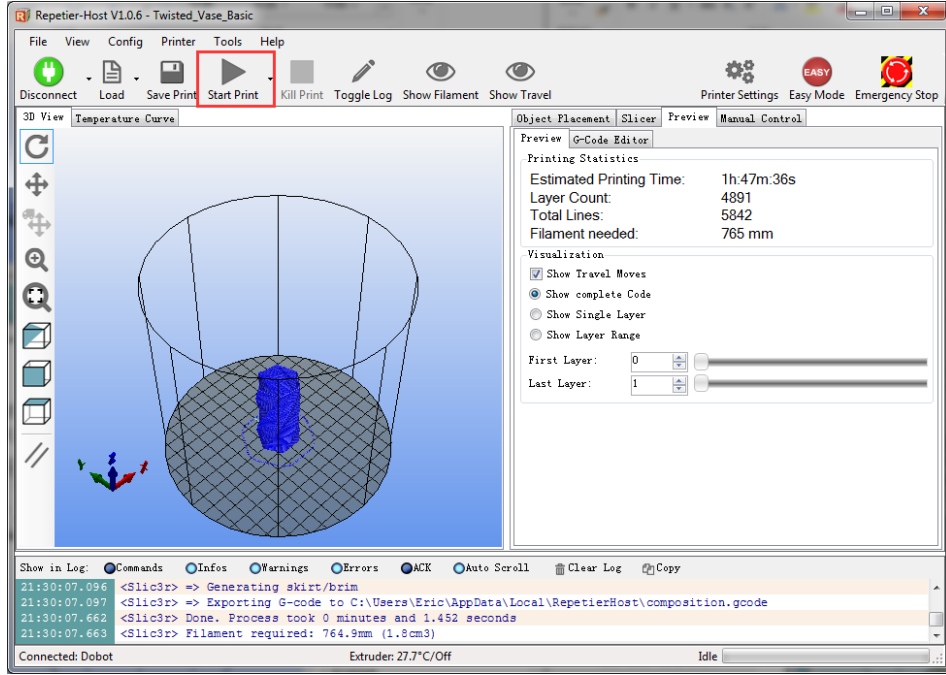 Repetier-Host V1.0.6 - Twisted_Vase_Basic
File View Config Printer Tools Help
Disconnect Load Save Print Start Print Kill Print Toggle Log Show Filament Show Travel Printer Settings Easy Mode Emergency Stop
EASY
3D View Temperature Curve
Object Placement Slicer Preview Manual Control
Preview G-Code Editor
Printing Statistics
Estimated Printing Time: 1h:47m:36s
Layer Count: 4891
Total Lines: 5842
Filament needed: 765 mm
Visualization
Show Travel Moves
Show complete Code
Show Single Layer
Show Layer Range
First Layer: 0
Last Layer: 1
Y Z X
Show in Log: Commands Infos Warnings Errors ACK Auto Scroll Clear Log Copy
21:30:07.096 <Slic3r> => Generating skirt/brim
21:30:07.097 <Slic3r> => Exporting G-code to C:\Users\Eric\AppData\Local\RepetierHost\composition.gcode
21:30:07.662 <Slic3r> Done. Process took 0 minutes and 1.452 seconds
21:30:07.663 <Slic3r> Filament required: 764.9mm (1.8cm3)
Connected: Dobot Extruder: 27.7°C/Off Idle